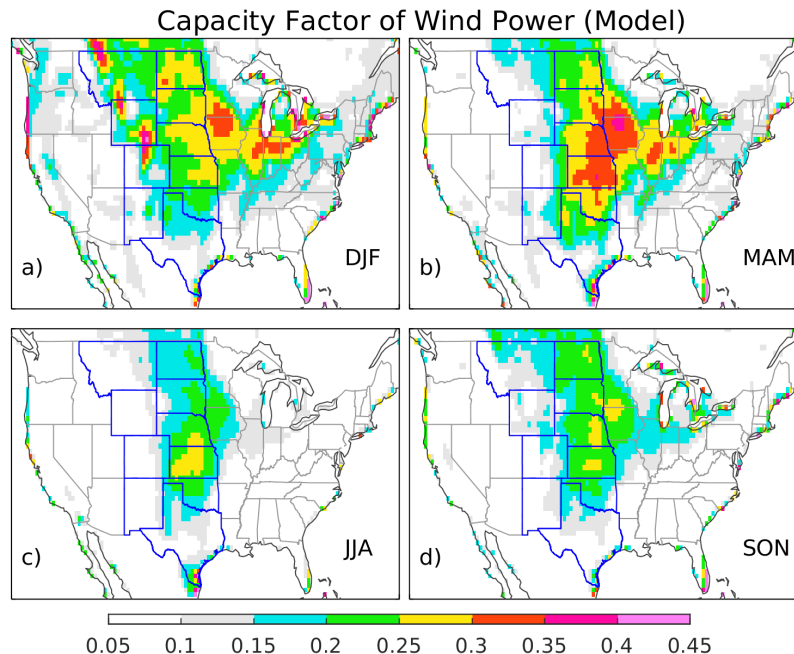 Capacity Factor of Wind Power (Model)
a) DJF
b) MAM
c) JJA
d) SON
0.05 0.1 0.15 0.2 0.25 0.3 0.35 0.4 0.45